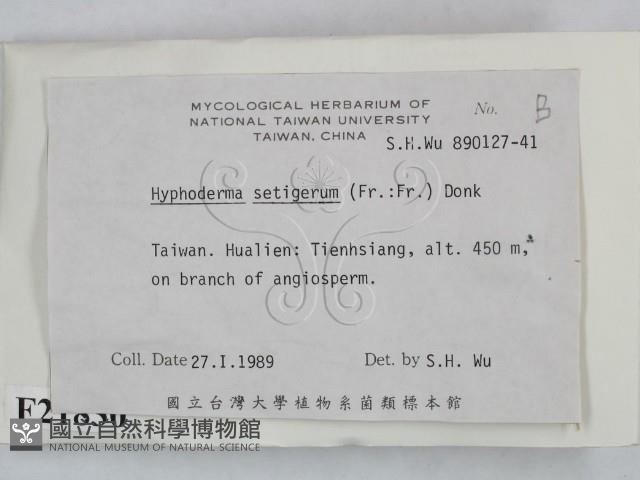 MYCOLOGICAL HERBARIUM OF
NATIONAL TAIWAN UNIVERSITY
TAIWAN, CHINA
No. B
S.H.Wu 890127-41
Hyphoderma setigerum (Fr.:Fr.) Donk
Taiwan. Hualien: Tienhsiang, alt. 450 m,
on branch of angiosperm.
Coll. Date 27.I.1989 Det. by S.H. Wu
國立台灣大學植物系菌類標本館
國立自然科學博物館
NATIONAL MUSEUM OF NATURAL SCIENCE